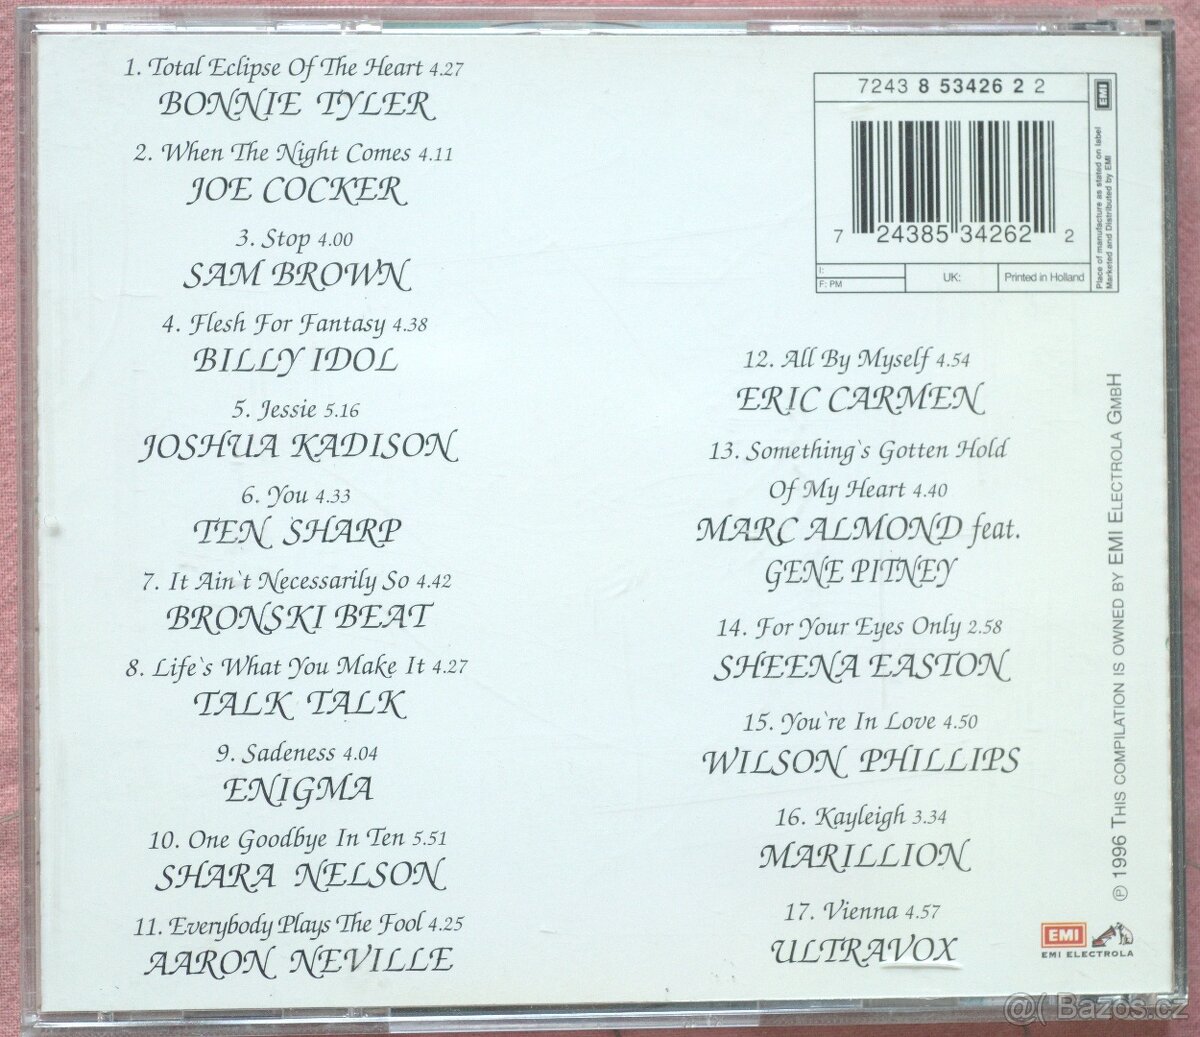 1. Total Eclipse Of The Heart 4.27
BONNIE TYLER
2. When The Night Comes 4.11
JOE COCKER
3. Stop 4.00
SAM BROWN
4. Flesh For Fantasy 4.38
BILLY IDOL
5. Jessie 5.16
JOSHUA KADISON
6. You 4.33
TEN SHARP
7. It Ain`t Necessarily So 4.42
BRONSKI BEAT
8. Life`s What You Make It 4.27
TALK TALK
9. Sadeness 4.04
ENIGMA
10. One Goodbye In Ten 5.51
SHARA NELSON
11. Everybody Plays The Fool 4.25
AARON NEVILLE
7243 8 53426 2 2
7 24385 34262 2
I:
F: PM
UK:
Printed in Holland
EMI
Place of manufacture as stated on label
Marketed and Distributed by EMI
12. All By Myself 4.54
ERIC CARMEN
13. Something`s Gotten Hold
Of My Heart 4.40
MARC ALMOND feat.
GENE PITNEY
14. For Your Eyes Only 2.58
SHEENA EASTON
15. You`re In Love 4.50
WILSON PHILLIPS
16. Kayleigh 3.34
MARILLION
17. Vienna 4.57
ULTRAVOX
℗ 1996 THIS COMPILATION IS OWNED BY EMI ELECTROLA GMBH
EMI
EMI ELECTROLA
@( Bazos.cz